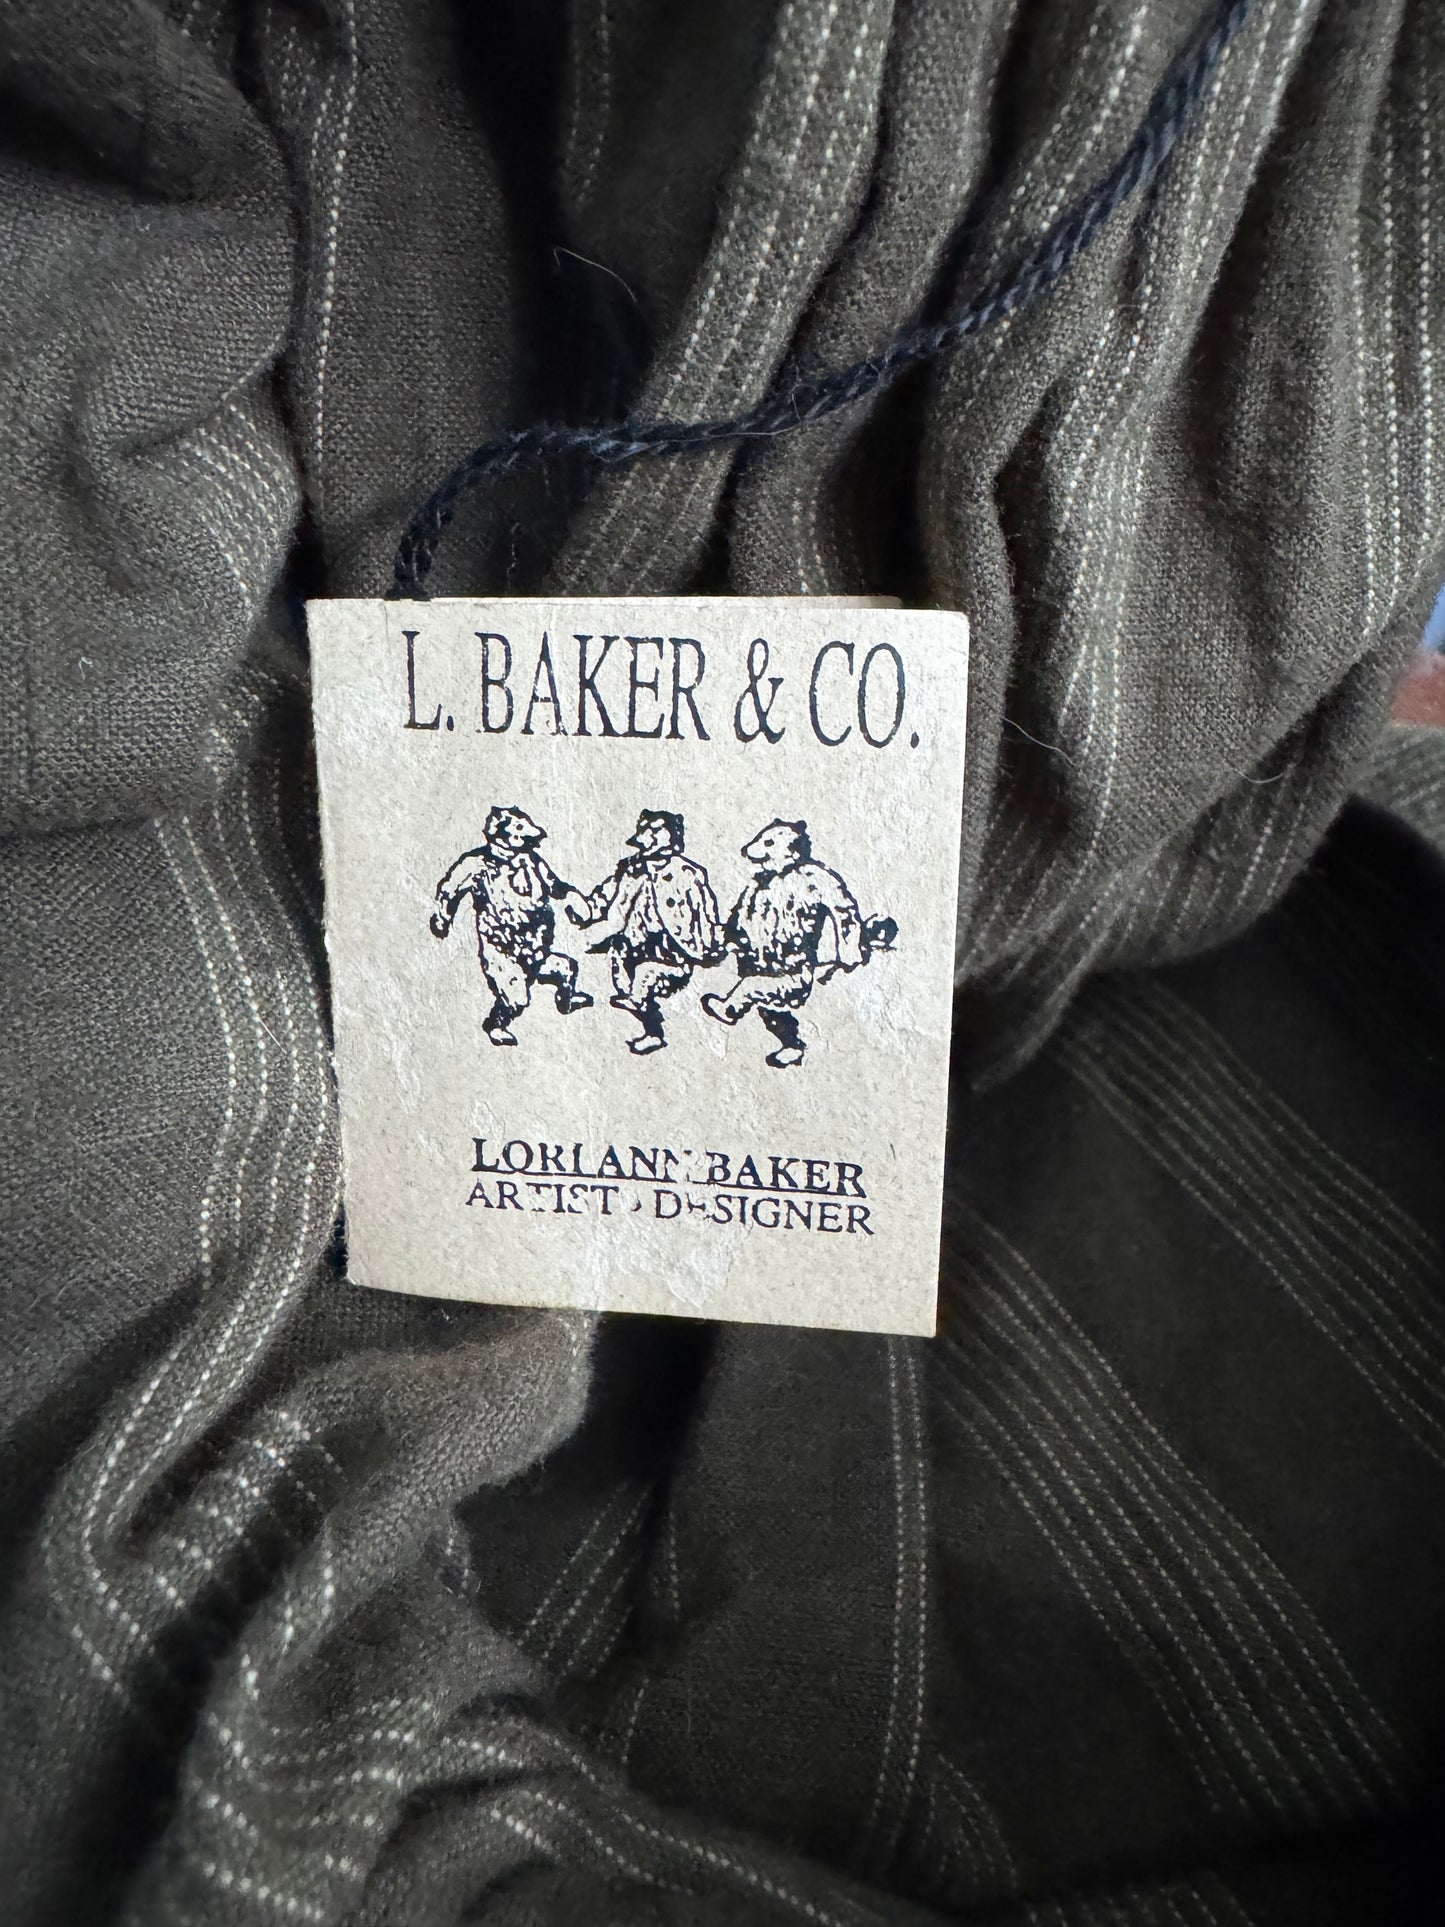 L. BAKER & CO.
LORI ANN BAKER
ARTIST & DESIGNER